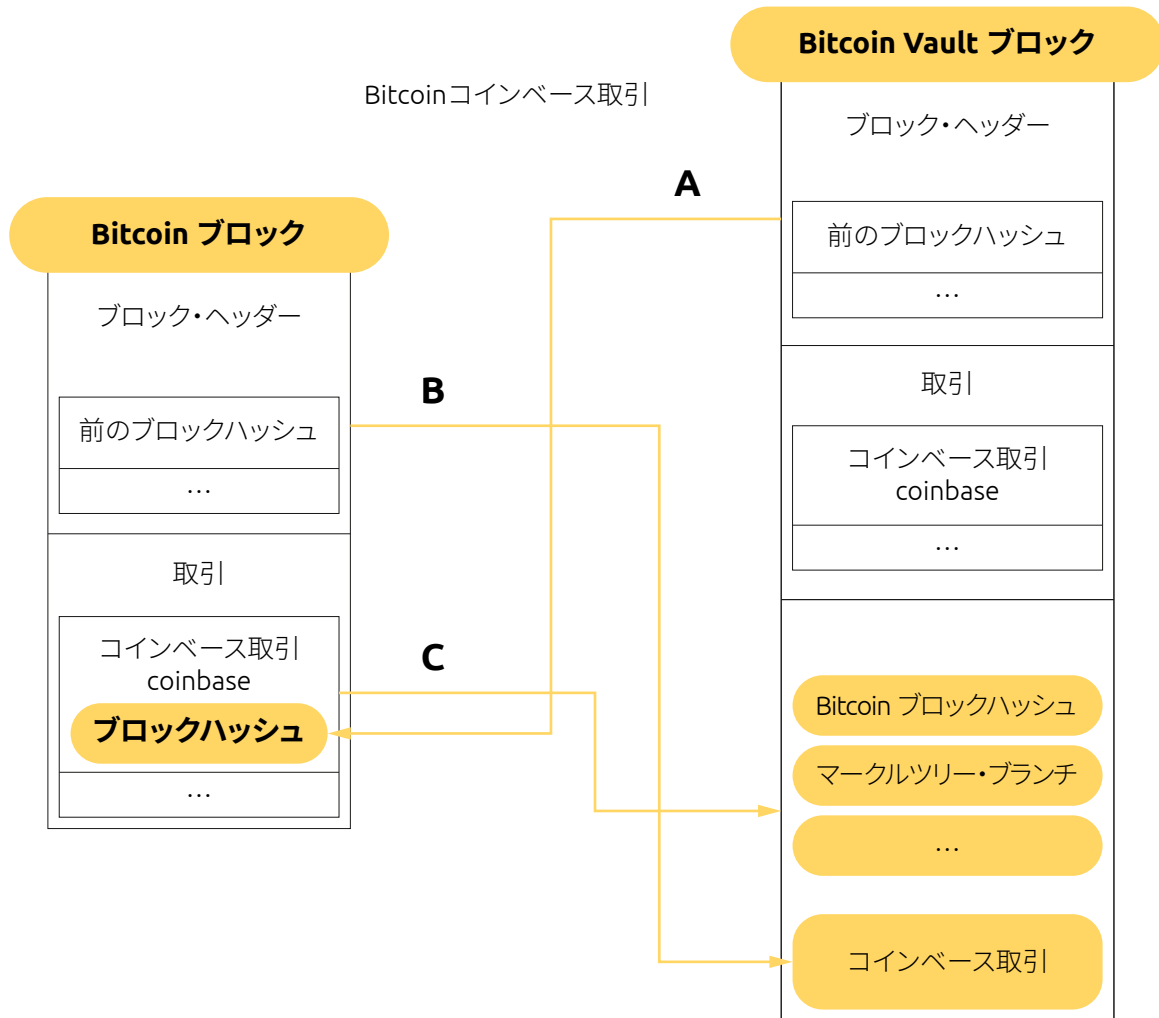 Bitcoin Vault ブロック
Bitcoinコインベース取引
ブロック・ヘッダー
A
前のブロックハッシュ
…
Bitcoin ブロック
ブロック・ヘッダー
B
前のブロックハッシュ
…
取引
コインベース取引
coinbase
…
取引
コインベース取引
coinbase
ブロックハッシュ
…
C
Bitcoin ブロックハッシュ
マークルツリー・ブランチ
…
コインベース取引